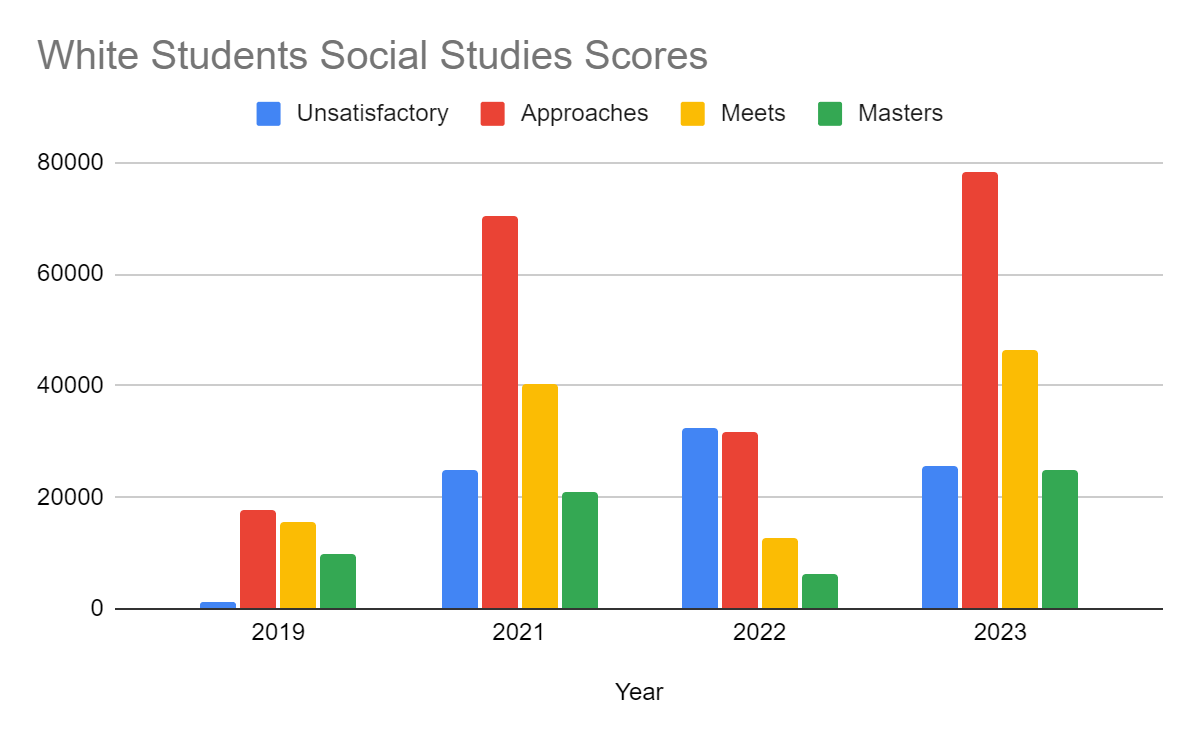 White Students Social Studies Scores
Unsatisfactory Approaches Meets Masters
80000
60000
40000
20000
0
2019 2021 2022 2023
Year